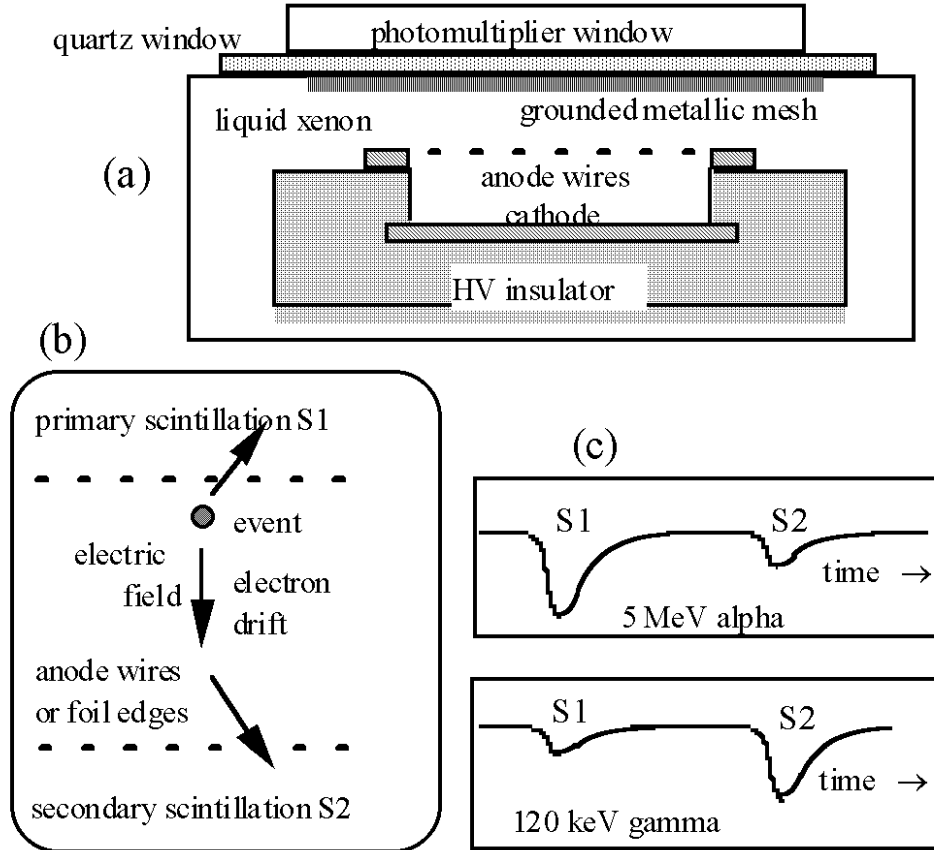 photomultiplier window
quartz window
grounded metallic mesh
liquid xenon
(a)
anode wires
cathode
HV insulator
(b)
primary scintillation S1
event
electric
field
electron
drift
anode wires
or foil edges
secondary scintillation S2
(c)
S1 S2
time →
5 MeV alpha
S1 S2
time →
120 keV gamma